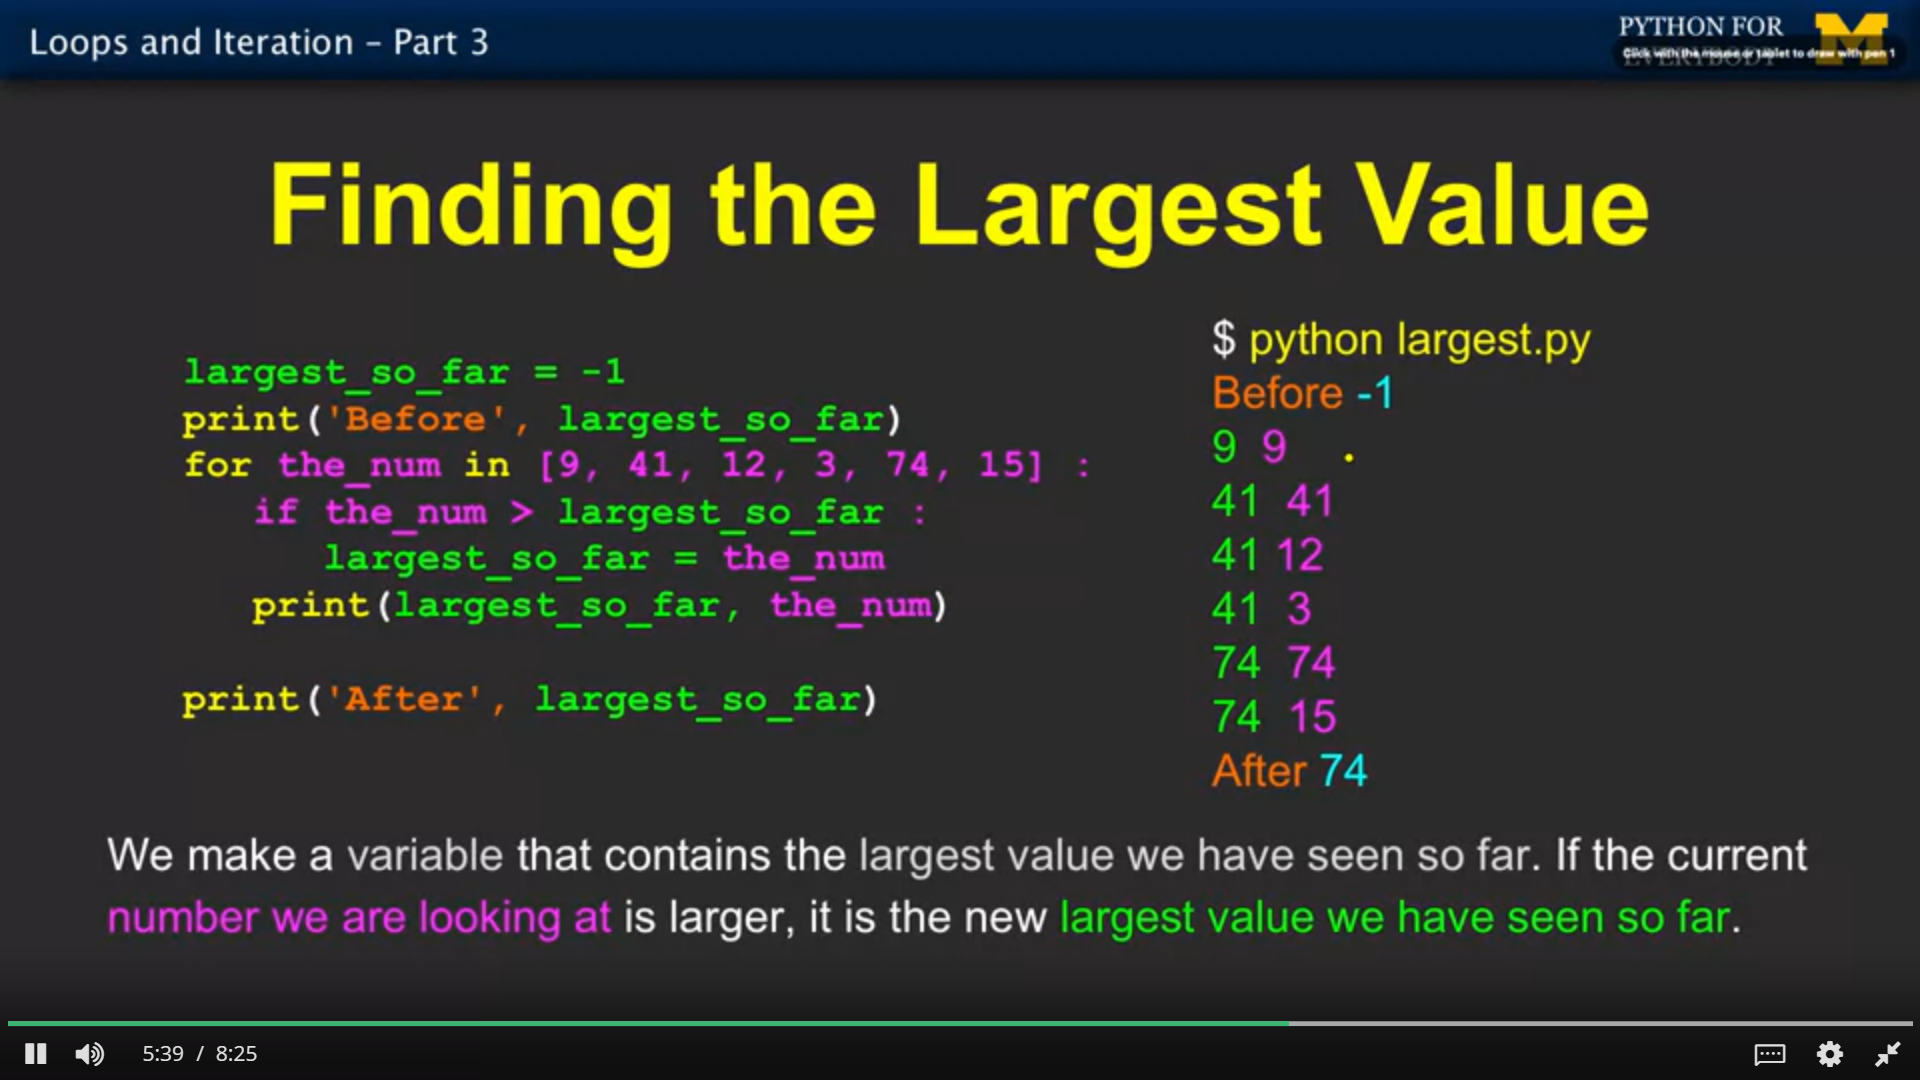 Loops and Iteration – Part 3
PYTHON FOR
EVERYBODY
Click with the mouse or tablet to draw with pen 1
Finding the Largest Value
largest_so_far = -1
print('Before', largest_so_far)
for the_num in [9, 41, 12, 3, 74, 15] :
    if the_num > largest_so_far :
        largest_so_far = the_num
    print(largest_so_far, the_num)
print('After', largest_so_far)
$ python largest.py
Before -1
9 9
41 41
41 12
41 3
74 74
74 15
After 74
We make a variable that contains the largest value we have seen so far. If the current
number we are looking at is larger, it is the new largest value we have seen so far.
5:39 / 8:25